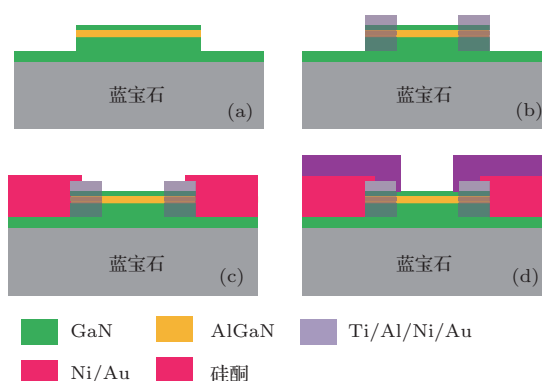 蓝宝石
(a)
蓝宝石
(b)
蓝宝石
(c)
蓝宝石
(d)
GaN
AlGaN
Ti/Al/Ni/Au
Ni/Au
硅酮